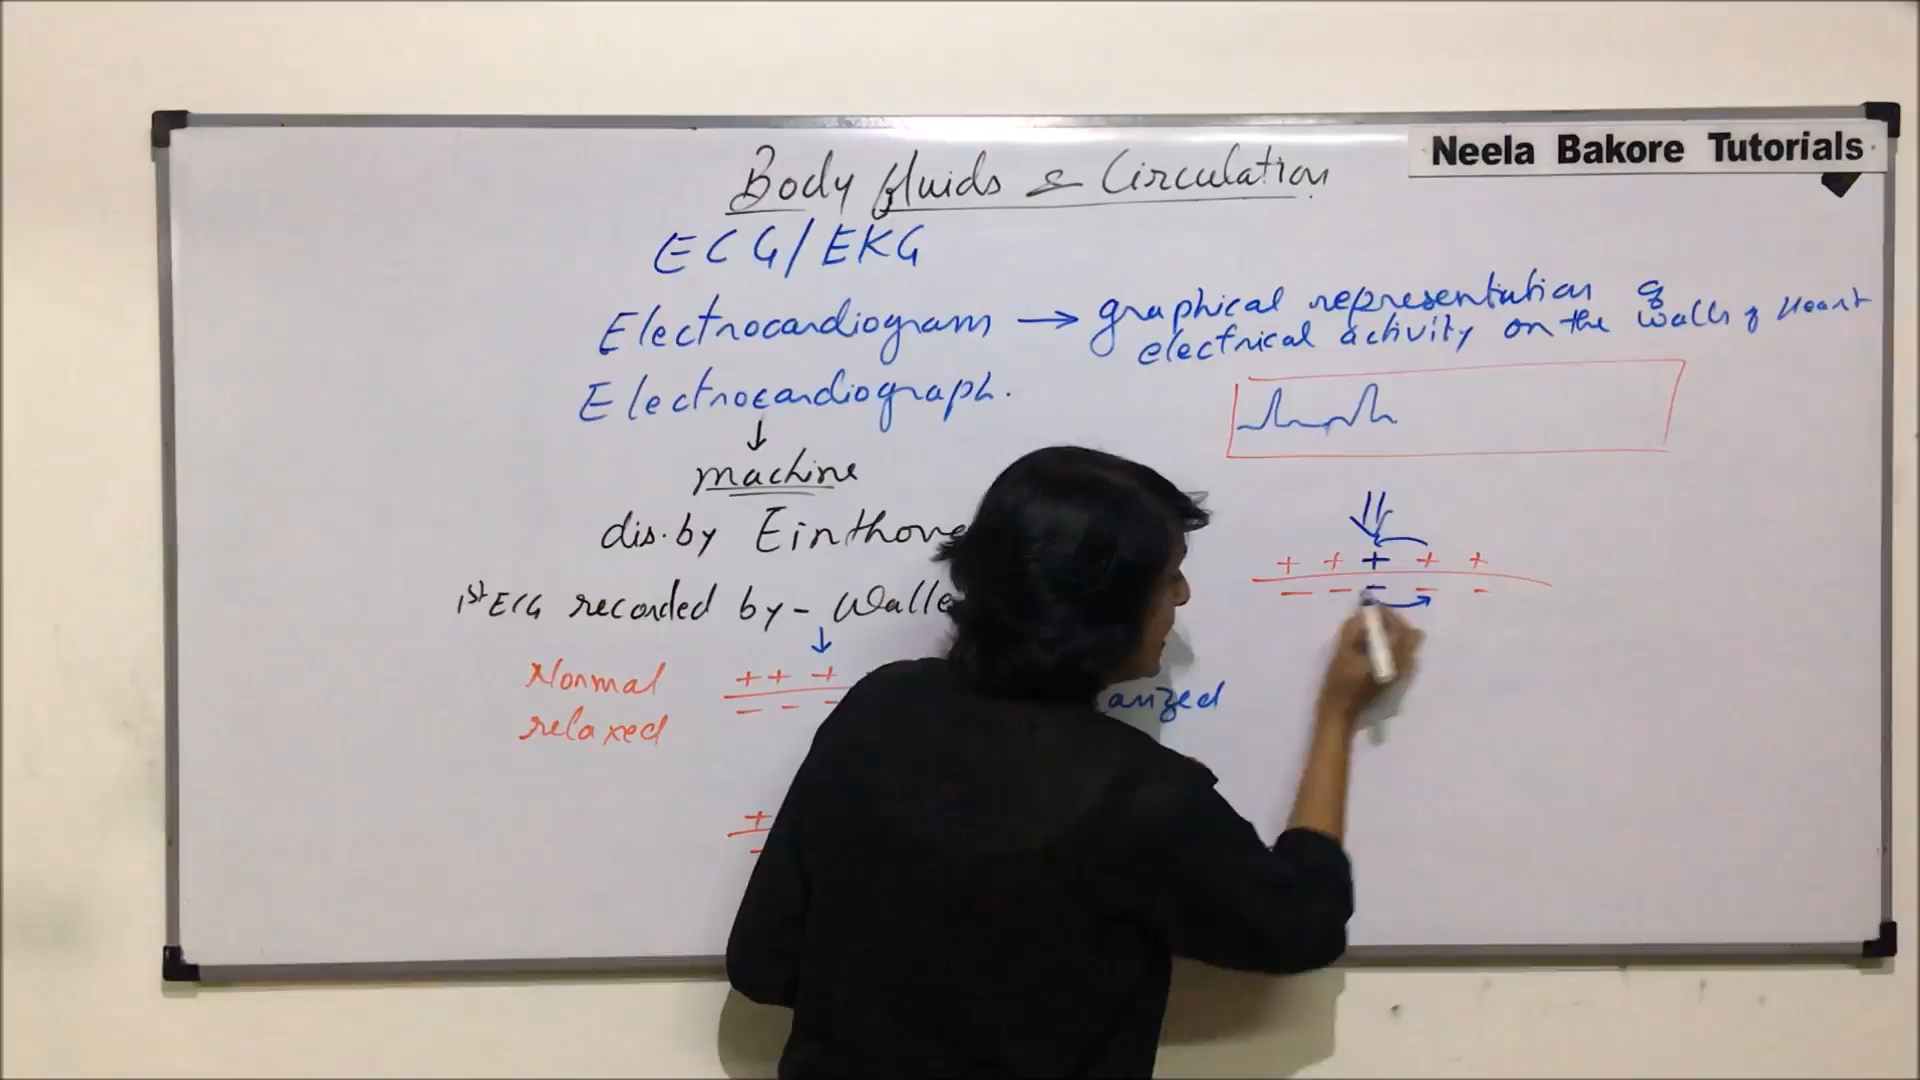 Neela Bakore Tutorials
Body fluids & Circulation
ECG/EKG
Electrocardiogram → graphical representation of
electrical activity on the walls of Heart
Electrocardiograph.
↓
machine
dis. by Einthove
1st ECG recorded by - Walle
↓
Normal
relaxed
+ + +
- - -
arized
+ + + + +
- - - - -
+
-